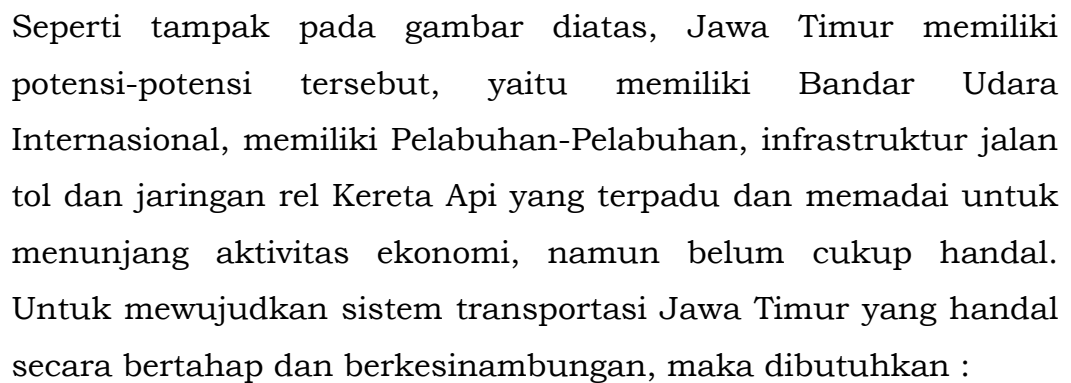 Seperti tampak pada gambar diatas, Jawa Timur memiliki
potensi-potensi tersebut, yaitu memiliki Bandar Udara
Internasional, memiliki Pelabuhan-Pelabuhan, infrastruktur jalan
tol dan jaringan rel Kereta Api yang terpadu dan memadai untuk
menunjang aktivitas ekonomi, namun belum cukup handal.
Untuk mewujudkan sistem transportasi Jawa Timur yang handal
secara bertahap dan berkesinambungan, maka dibutuhkan :